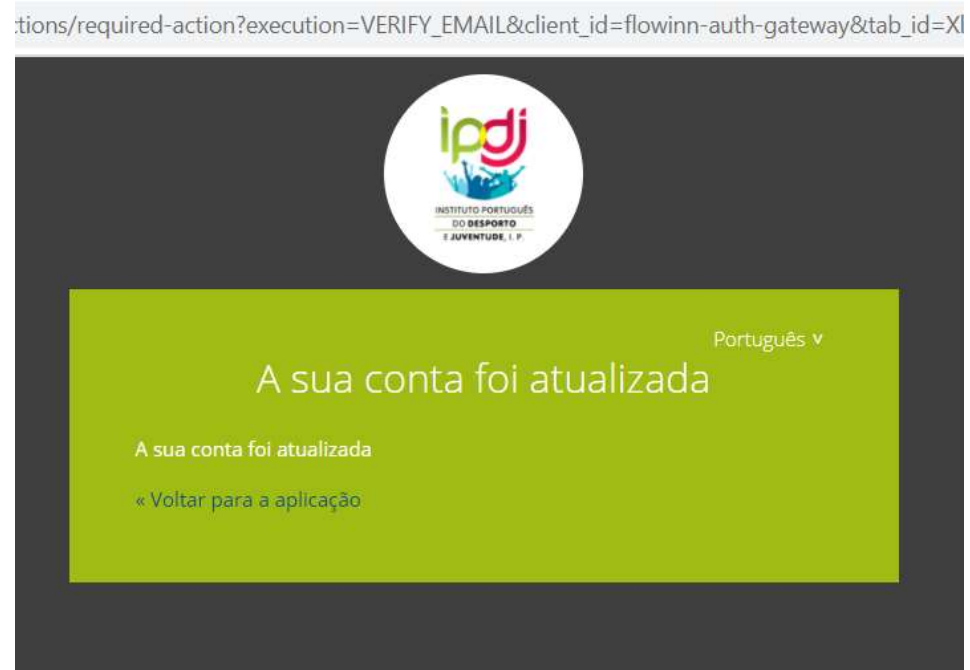 :tions/required-action?execution=VERIFY_EMAIL&client_id=flowinn-auth-gateway&tab_id=Xl
ipdj
INSTITUTO PORTUGUÊS
DO DESPORTO
E JUVENTUDE, I. P.
Português ˅
A sua conta foi atualizada
A sua conta foi atualizada
« Voltar para a aplicação